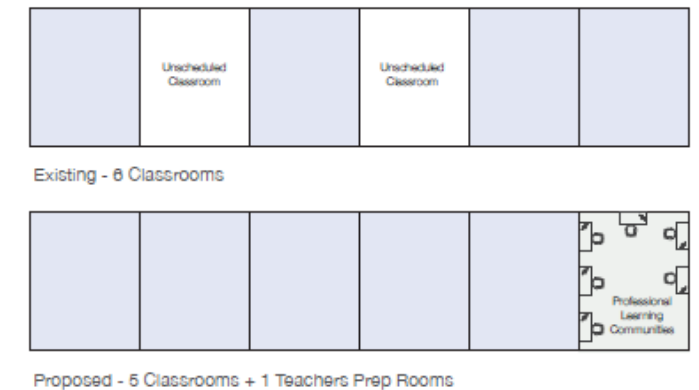 Unscheduled
Classroom
Unscheduled
Classroom
Existing - 6 Classrooms
Professional
Learning
Communities
Proposed - 5 Classrooms + 1 Teachers Prep Rooms